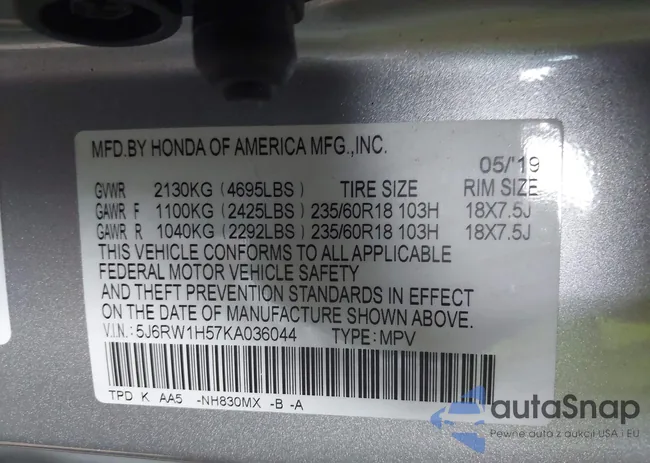 MFD.BY HONDA OF AMERICA MFG.,INC.
05/'19
GVWR 2130KG (4695LBS) TIRE SIZE RIM SIZE
GAWR F 1100KG (2425LBS) 235/60R18 103H 18X7.5J
GAWR R 1040KG (2292LBS) 235/60R18 103H 18X7.5J
THIS VEHICLE CONFORMS TO ALL APPLICABLE
FEDERAL MOTOR VEHICLE SAFETY
AND THEFT PREVENTION STANDARDS IN EFFECT
ON THE DATE OF MANUFACTURE SHOWN ABOVE.
V.I.N.: 5J6RW1H57KA036044 TYPE: MPV
TPD K AA5 -NH830MX -B -A
autaSnap
Pewne auta z aukcji USA i EU